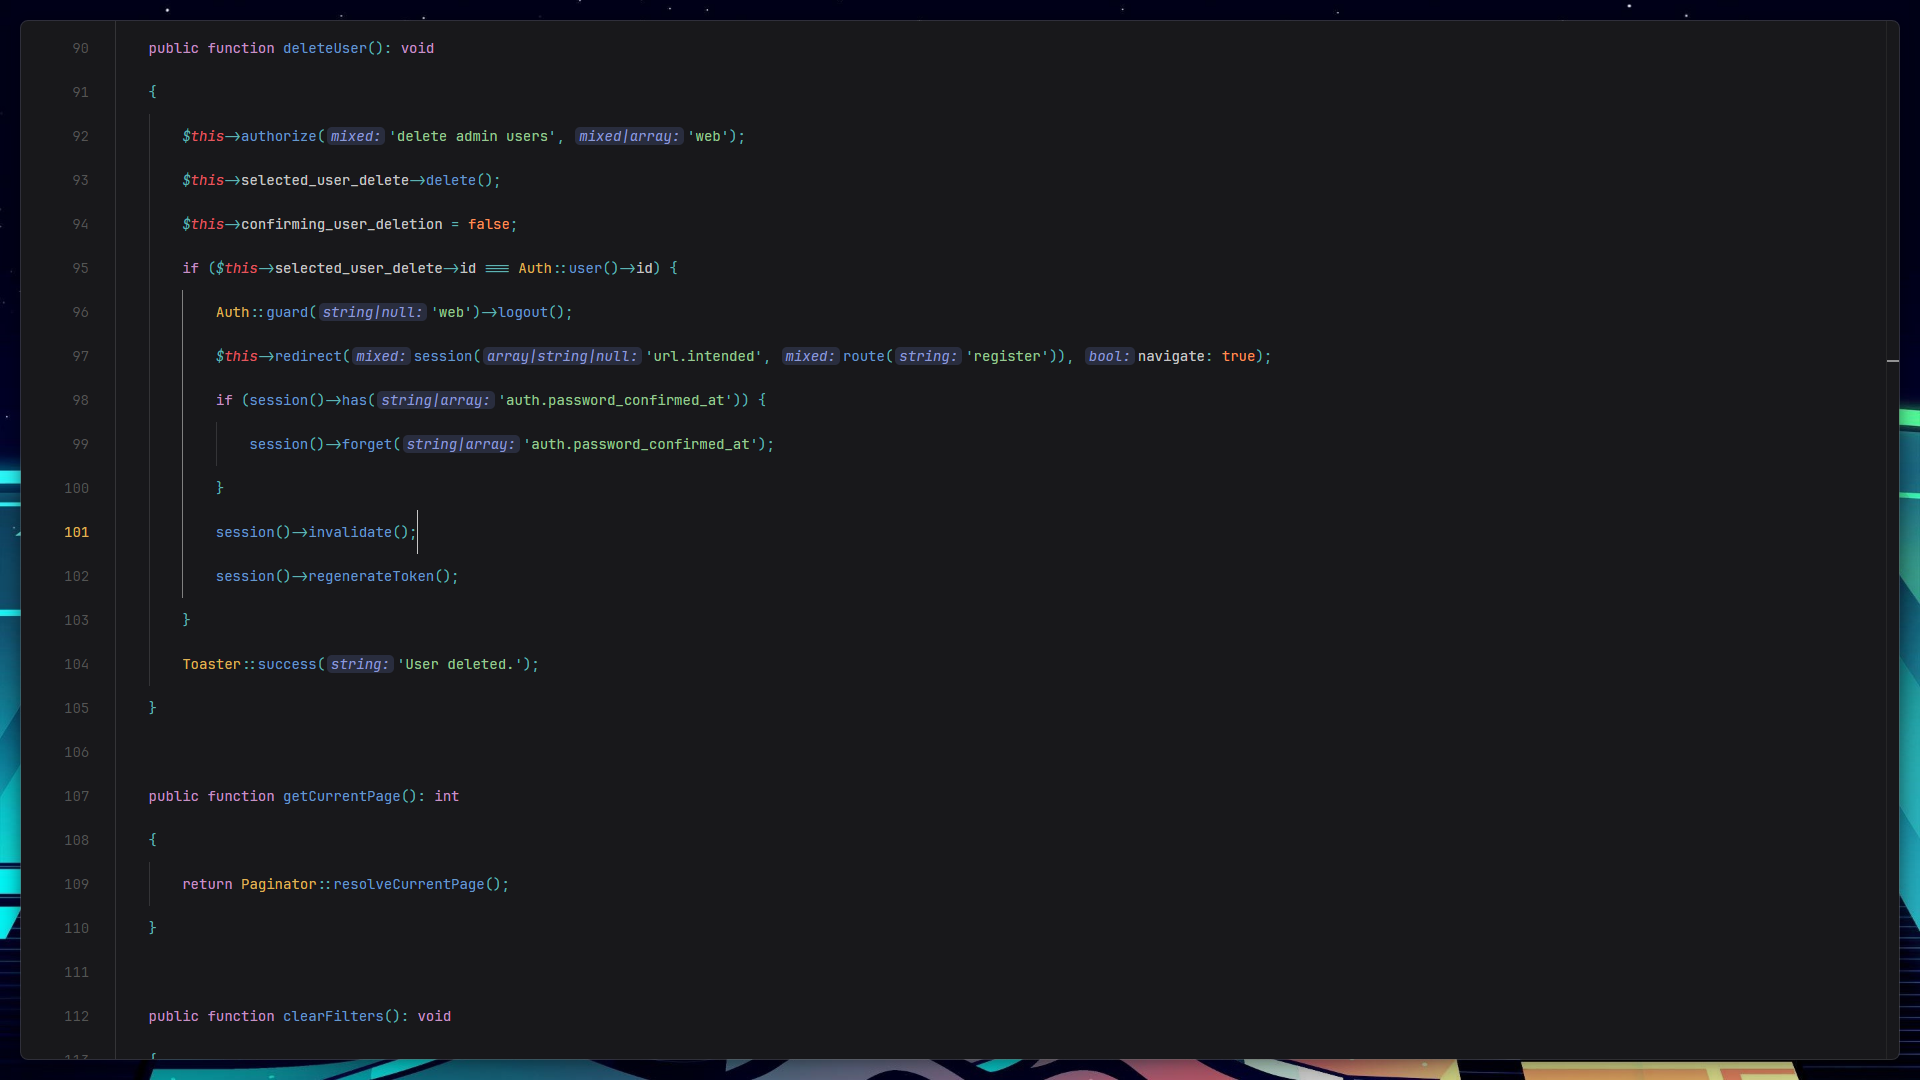 90 public function deleteUser(): void
91 {
92 $this->authorize( mixed: 'delete admin users', mixed|array: 'web');
93 $this->selected_user_delete->delete();
94 $this->confirming_user_deletion = false;
95 if ($this->selected_user_delete->id === Auth::user()->id) {
96 Auth::guard( string|null: 'web')->logout();
97 $this->redirect( mixed: session( array|string|null: 'url.intended', mixed: route( string: 'register')), bool: navigate: true);
98 if (session()->has( string|array: 'auth.password_confirmed_at')) {
99 session()->forget( string|array: 'auth.password_confirmed_at');
100 }
101 session()->invalidate();
102 session()->regenerateToken();
103 }
104 Toaster::success( string: 'User deleted.');
105 }
106
107 public function getCurrentPage(): int
108 {
109 return Paginator::resolveCurrentPage();
110 }
111
112 public function clearFilters(): void
113 {